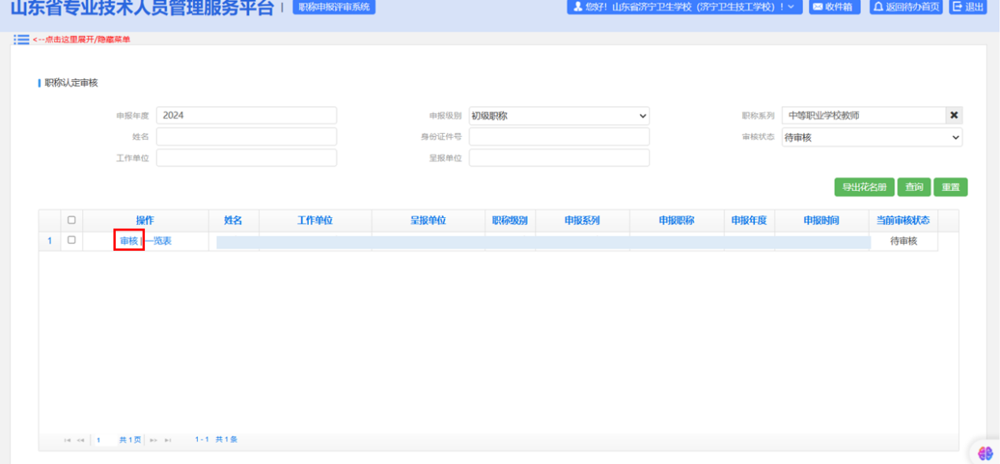 山东省专业技术人员管理服务平台 | 职称申报评审系统 您好！山东省济宁卫生学校（济宁卫生技工学校）！ 收件箱 返回待办首页 退出
<--点击这里展开/隐藏菜单
职称认定审核
申报年度 2024 申报级别 初级职称 职称系列 中等职业学校教师
姓名 身份证件号 审核状态 待审核
工作单位 呈报单位
导出花名册 查询 重置
操作 姓名 工作单位 呈报单位 职称级别 申报系列 申报职称 申报年度 申报时间 当前审核状态
1 审核 | 一览表 待审核
1 共1页 1-1 共1条